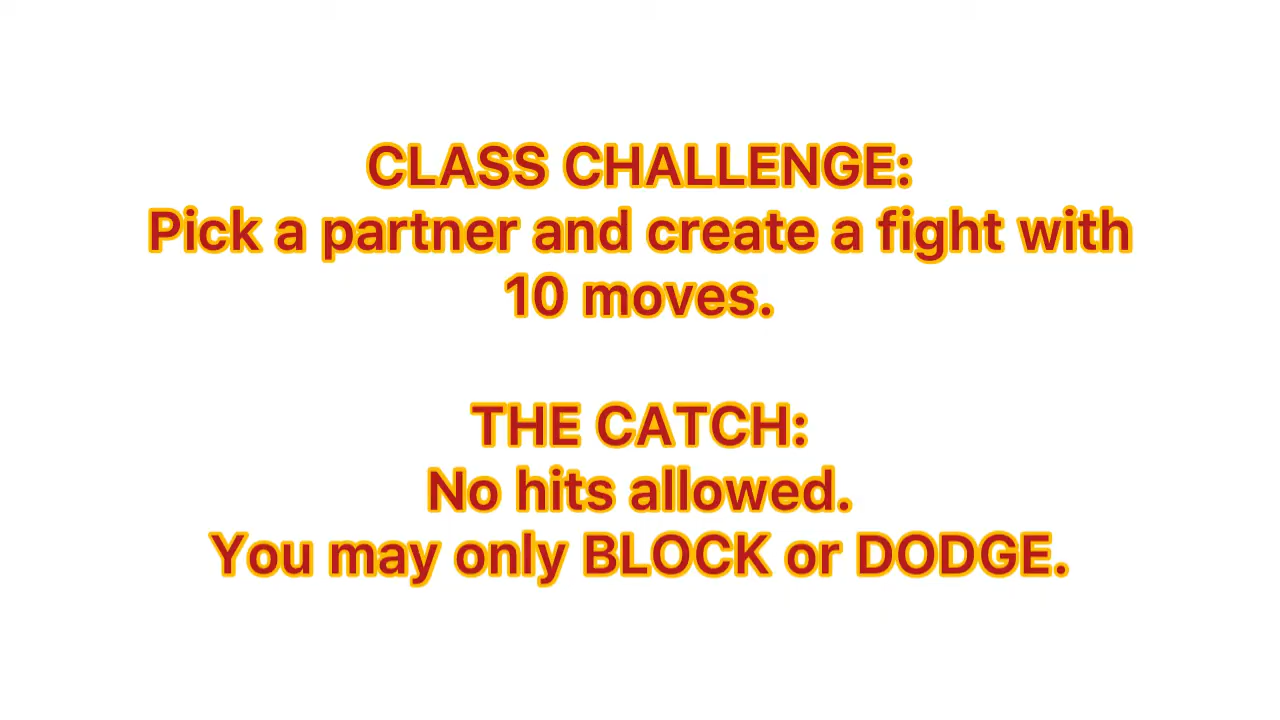 CLASS CHALLENGE:
Pick a partner and create a fight with
10 moves.
THE CATCH:
No hits allowed.
You may only BLOCK or DODGE.